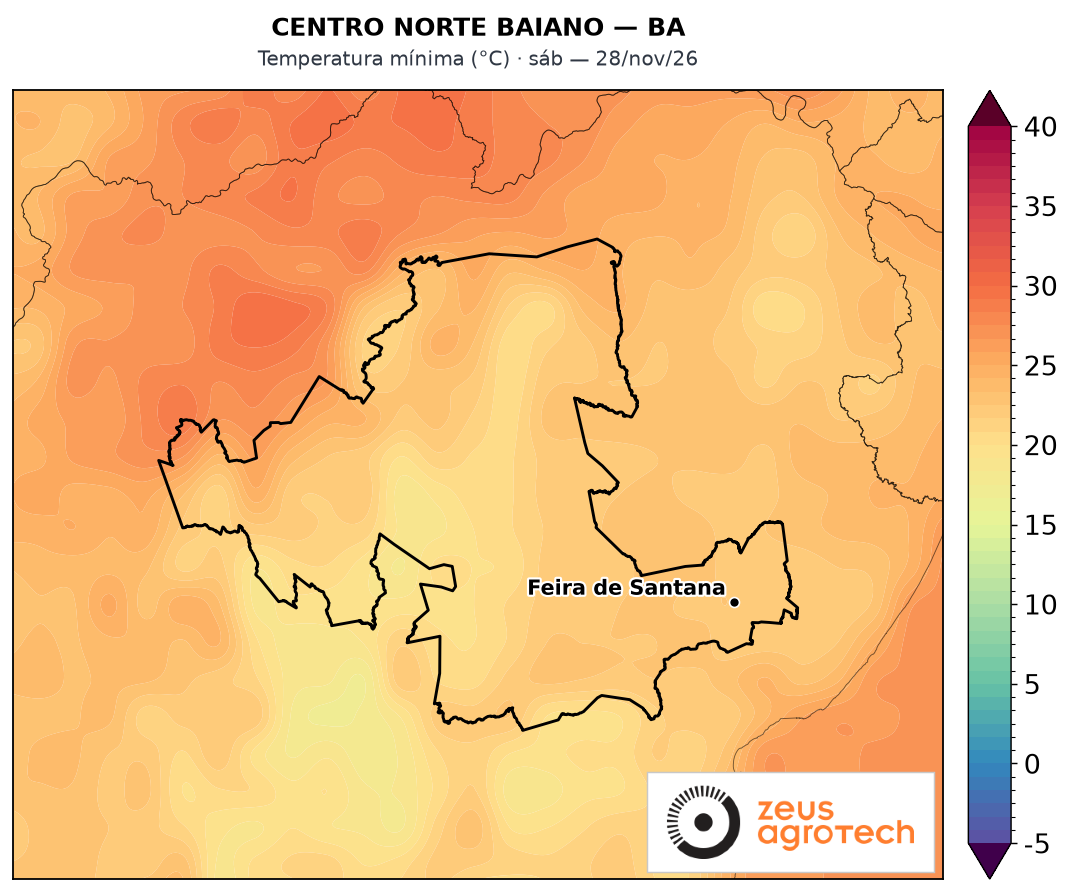 CENTRO NORTE BAIANO — BA
Temperatura mínima (°C) · sáb — 28/nov/26
40
35
30
25
20
15
10
5
0
-5
Feira de Santana
zeus
agrotech